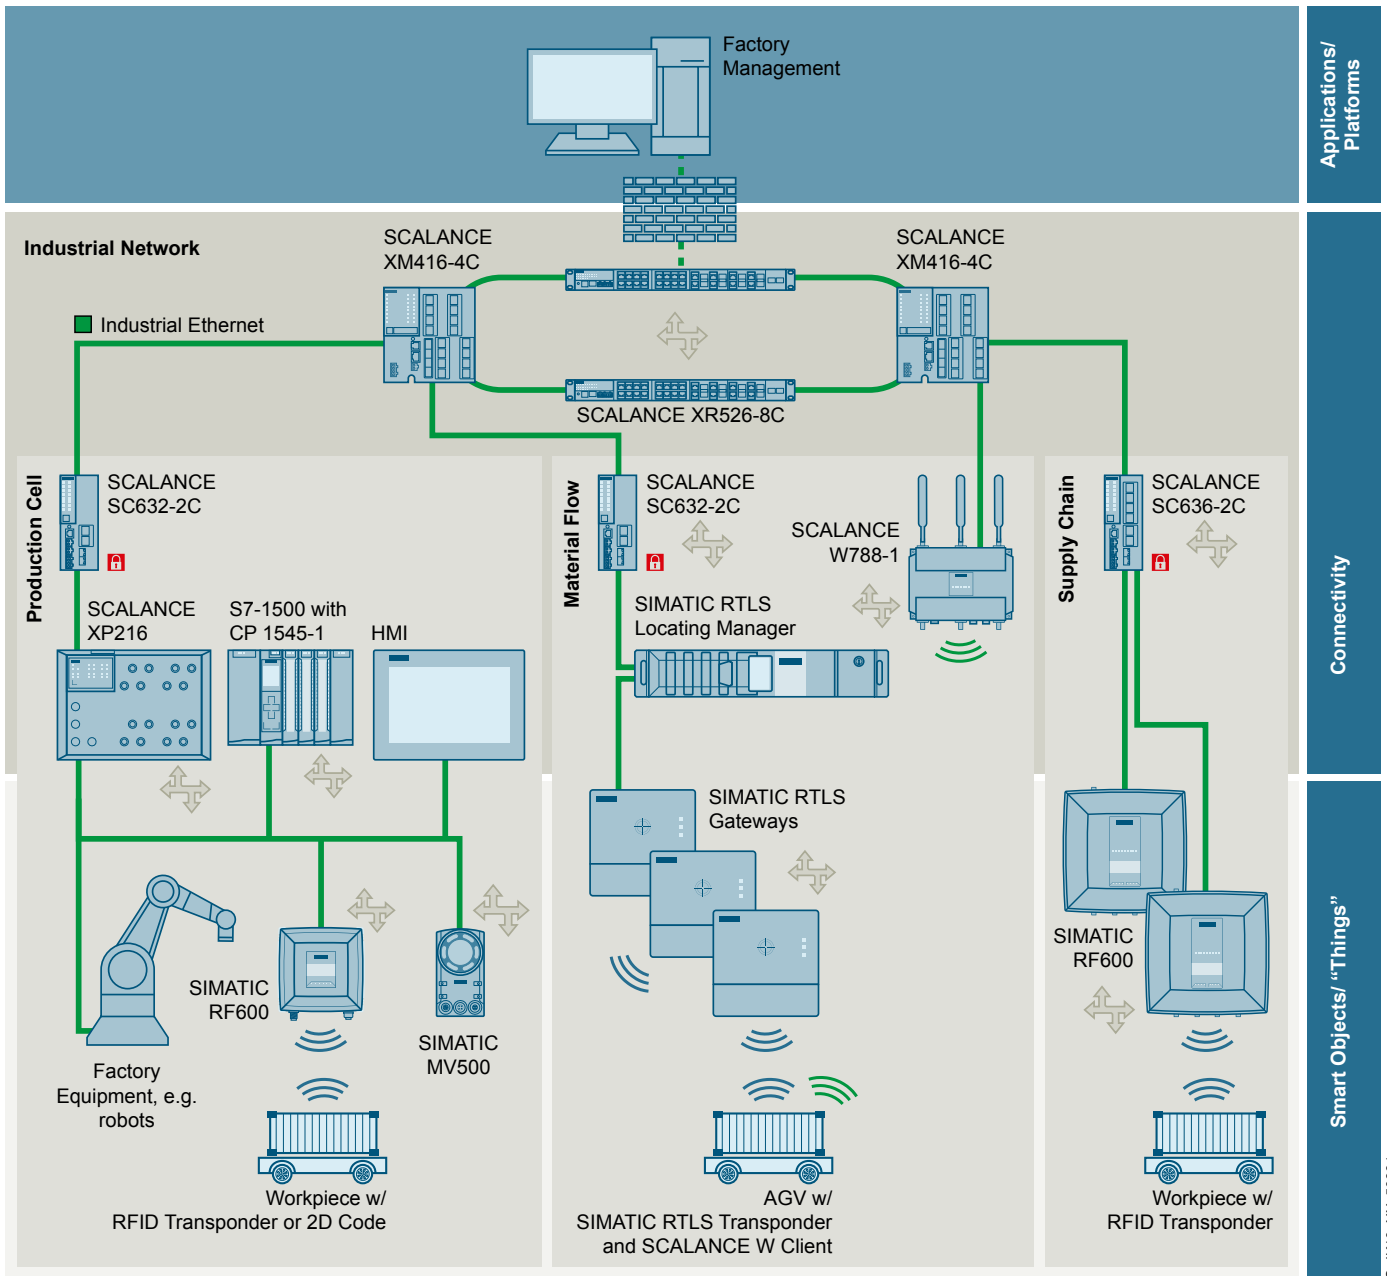 Factory
Management
Applications/
Platforms
Industrial Network
SCALANCE
XM416-4C
SCALANCE
XM416-4C
Industrial Ethernet
SCALANCE XR526-8C
Connectivity
Production Cell
SCALANCE
SC632-2C
SCALANCE
XP216
S7-1500 with
CP 1545-1
HMI
Material Flow
SCALANCE
SC632-2C
SCALANCE
W788-1
SIMATIC RTLS
Locating Manager
Supply Chain
SCALANCE
SC636-2C
SIMATIC RTLS
Gateways
Smart Objects/ “Things”
SIMATIC
RF600
SIMATIC
MV500
Factory
Equipment, e.g.
robots
Workpiece w/
RFID Transponder or 2D Code
AGV w/
SIMATIC RTLS Transponder
and SCALANCE W Client
SIMATIC
RF600
Workpiece w/
RFID Transponder